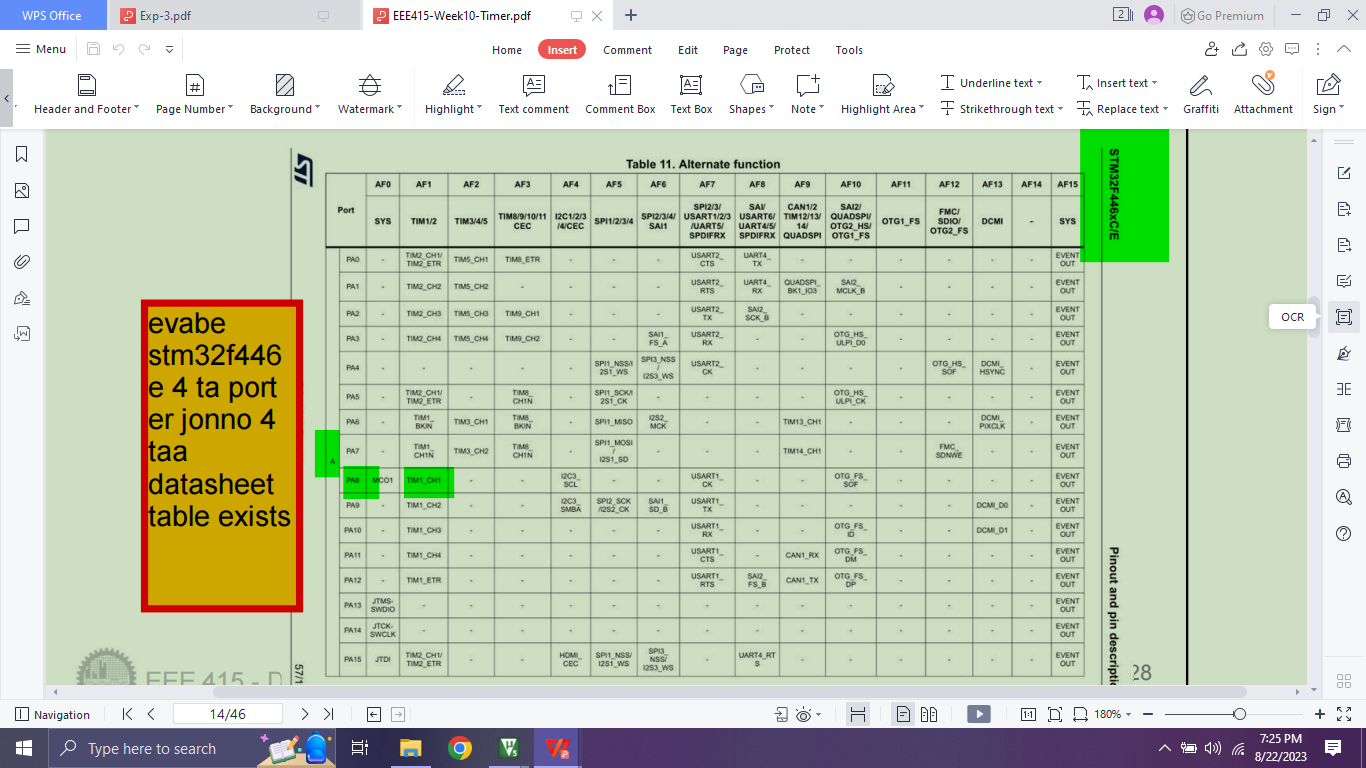 WPS Office
Exp-3.pdf
EEE415-Week10-Timer.pdf
2
Go Premium
Menu
Home
Insert
Comment
Edit
Page
Protect
Tools
Header and Footer
Page Number
Background
Watermark
Highlight
Text comment
Comment Box
Text Box
Shapes
Note
Highlight Area
Underline text
Strikethrough text
Insert text
Replace text
Graffiti
Attachment
Sign
Table 11. Alternate function
STM32F446xC/E
Port AF0 AF1 AF2 AF3 AF4 AF5 AF6 AF7 AF8 AF9 AF10 AF11 AF12 AF13 AF14 AF15
SYS TIM1/2 TIM3/4/5 TIM8/9/10/11 CEC I2C1/2/3 /4/CEC SPI1/2/3/4 SPI2/3/4/ SAI1 SPI2/3/ USART1/2/3 /UART5/ SPDIFRX SAI/ USART6/ UART4/5/ SPDIFRX CAN1/2 TIM12/13/ 14/ QUADSPI SAI2/ QUADSPI/ OTG2_HS/ OTG1_FS OTG1_FS FMC/ SDIO/ OTG2_FS DCMI - SYS
A
PA0 - TIM2_CH1/ TIM2_ETR TIM5_CH1 TIM8_ETR - - - USART2_ CTS UART4_ TX - - - - - - EVENT OUT
PA1 - TIM2_CH2 TIM5_CH2 - - - - USART2_ RTS UART4_ RX QUADSPI_ BK1_IO3 SAI2_ MCLK_B - - - - EVENT OUT
PA2 - TIM2_CH3 TIM5_CH3 TIM9_CH1 - - - USART2_ TX SAI2_ SCK_B - - - - - - EVENT OUT
PA3 - TIM2_CH4 TIM5_CH4 TIM9_CH2 - - SAI1_ FS_A USART2_ RX - - OTG_HS_ ULPI_D0 - - - - EVENT OUT
PA4 - - - - - SPI1_NSS/I 2S1_WS SPI3_NSS / I2S3_WS USART2_ CK - - - - OTG_HS_ SOF DCMI_ HSYNC - EVENT OUT
PA5 - TIM2_CH1/ TIM2_ETR - TIM8_ CH1N - SPI1_SCK/I 2S1_CK - - - - OTG_HS_ ULPI_CK - - - - EVENT OUT
PA6 - TIM1_ BKIN TIM3_CH1 TIM8_ BKIN - SPI1_MISO I2S2_ MCK - - TIM13_CH1 - - - DCMI_ PIXCLK - EVENT OUT
PA7 - TIM1_ CH1N TIM3_CH2 TIM8_ CH1N - SPI1_MOSI / I2S1_SD - - - TIM14_CH1 - - FMC_ SDNWE - - EVENT OUT
PA8 MCO1 TIM1_CH1 - - I2C3_ SCL - - USART1_ CK - - OTG_FS_ SOF - - - - EVENT OUT
PA9 - TIM1_CH2 - - I2C3_ SMBA SPI2_SCK /I2S2_CK SAI1_ SD_B USART1_ TX - - - - - DCMI_D0 - EVENT OUT
PA10 - TIM1_CH3 - - - - - USART1_ RX - - OTG_FS_ ID - - DCMI_D1 - EVENT OUT
PA11 - TIM1_CH4 - - - - - USART1_ CTS - CAN1_RX OTG_FS_ DM - - - - EVENT OUT
PA12 - TIM1_ETR - - - - - USART1_ RTS SAI2_ FS_B CAN1_TX OTG_FS_ DP - - - - EVENT OUT
PA13 JTMS- SWDIO - - - - - - - - - - - - - - EVENT OUT
PA14 JTCK- SWCLK - - - - - - - - - - - - - - EVENT OUT
PA15 JTDI TIM2_CH1/ TIM2_ETR - - HDMI_ CEC SPI1_NSS/ I2S1_WS SPI3_ NSS/ I2S3_WS - UART4_RT S - - - - - - EVENT OUT
evabe
stm32f446
e 4 ta port
er jonno 4
taa
datasheet
table exists
OCR
EEE 415 - D
57/1
28
Navigation
14/46
180%
Type here to search
7:25 PM
8/22/2023